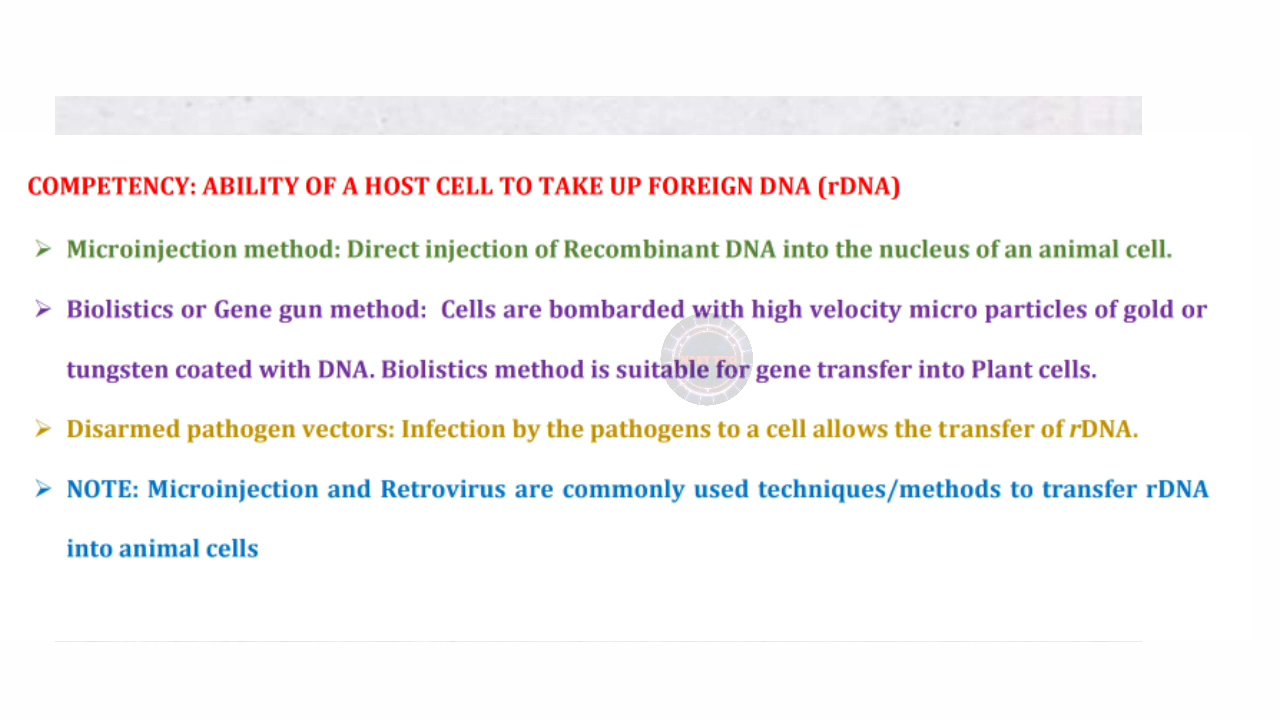 COMPETENCY: ABILITY OF A HOST CELL TO TAKE UP FOREIGN DNA (rDNA)
➢ Microinjection method: Direct injection of Recombinant DNA into the nucleus of an animal cell.
➢ Biolistics or Gene gun method: Cells are bombarded with high velocity micro particles of gold or
tungsten coated with DNA. Biolistics method is suitable for gene transfer into Plant cells.
➢ Disarmed pathogen vectors: Infection by the pathogens to a cell allows the transfer of rDNA.
➢ NOTE: Microinjection and Retrovirus are commonly used techniques/methods to transfer rDNA
into animal cells